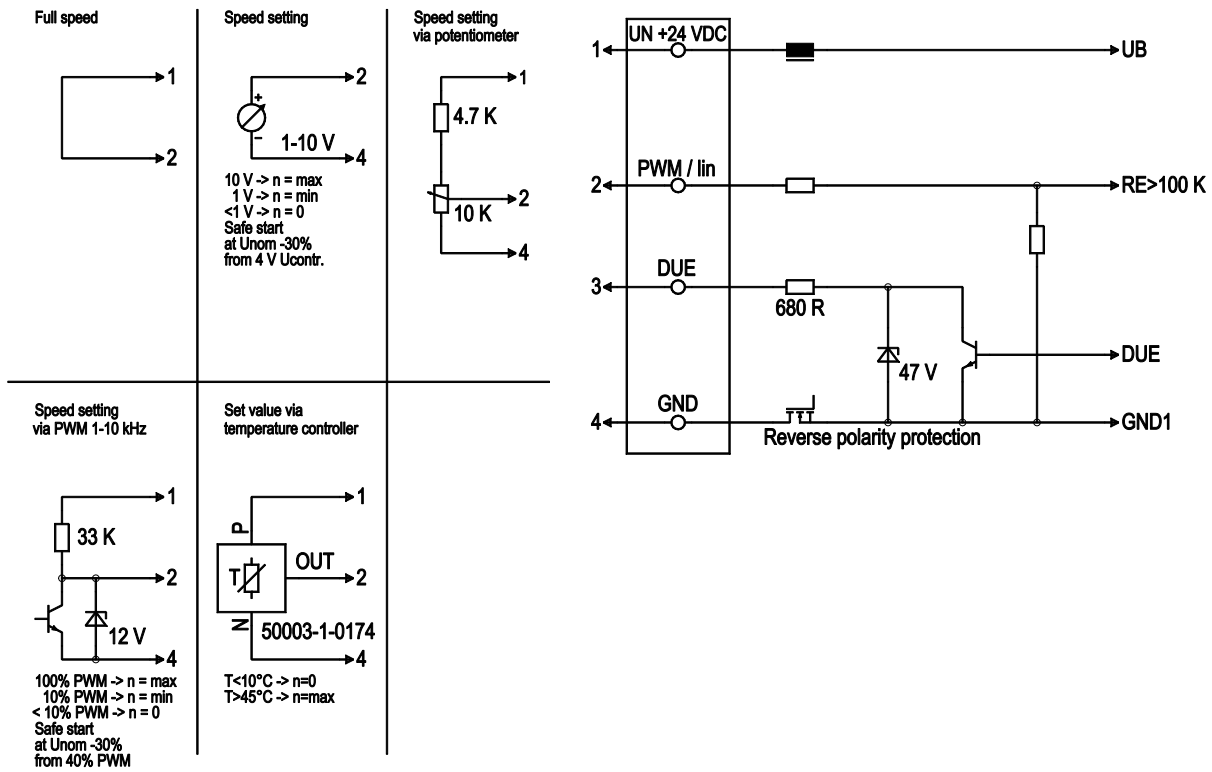 Full speed
1
2
Speed setting
2
+
–
1-10 V
4
10 V -> n = max
1 V -> n = min
<1 V -> n = 0
Safe start
at Unom -30%
from 4 V Ucontr.
Speed setting
via potentiometer
1
4.7 K
2
10 K
4
Speed setting
via PWM 1-10 kHz
1
33 K
2
12 V
4
100% PWM -> n = max
10% PWM -> n = min
< 10% PWM -> n = 0
Safe start
at Unom -30%
from 40% PWM
Set value via
temperature controller
1
P
OUT
T
2
N
50003-1-0174
4
T<10°C -> n=0
T>45°C -> n=max
UN +24 VDC
1
UB
PWM / lin
2
RE>100 K
DUE
3
680 R
DUE
47 V
GND
4
GND1
Reverse polarity protection